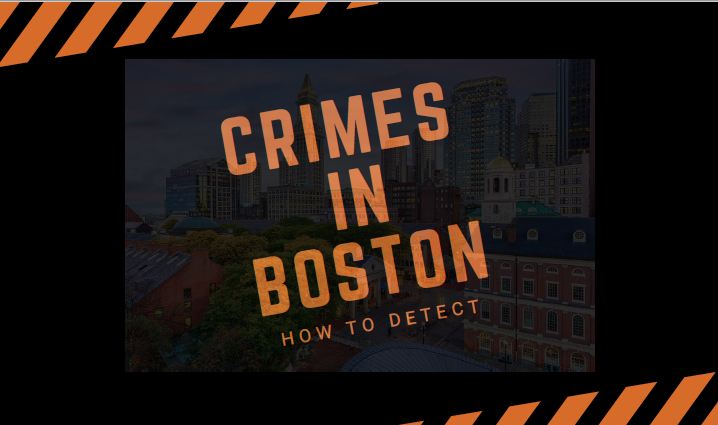 CRIMES
IN
BOSTON
HOW TO DETECT